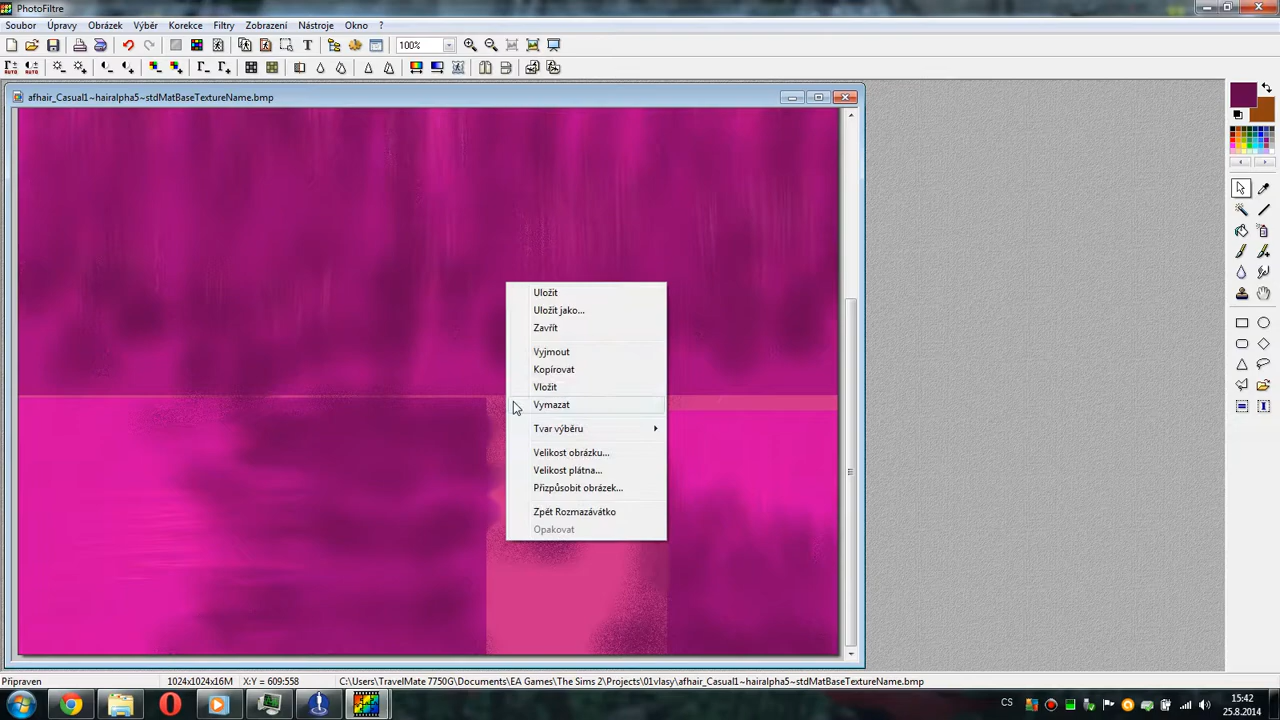 PhotoFiltre
Soubor Úpravy Obrázek Výběr Korekce Filtry Zobrazení Nástroje Okno ?
100%
AUTO AUTO
afhair_Casual1~hairalpha5~stdMatBaseTextureName.bmp
Uložit
Uložit jako...
Zavřít
Vyjmout
Kopírovat
Vložit
Vymazat
Tvar výběru
Velikost obrázku...
Velikost plátna...
Přizpůsobit obrázek...
Zpět Rozmazávátko
Opakovat
Připraven 1024x1024x16M X:Y = 609:558 C:\Users\TravelMate 7750G\Documents\EA Games\The Sims 2\Projects\01vlasy\afhair_Casual1~hairalpha5~stdMatBaseTextureName.bmp
CS 15:42
25.8.2014